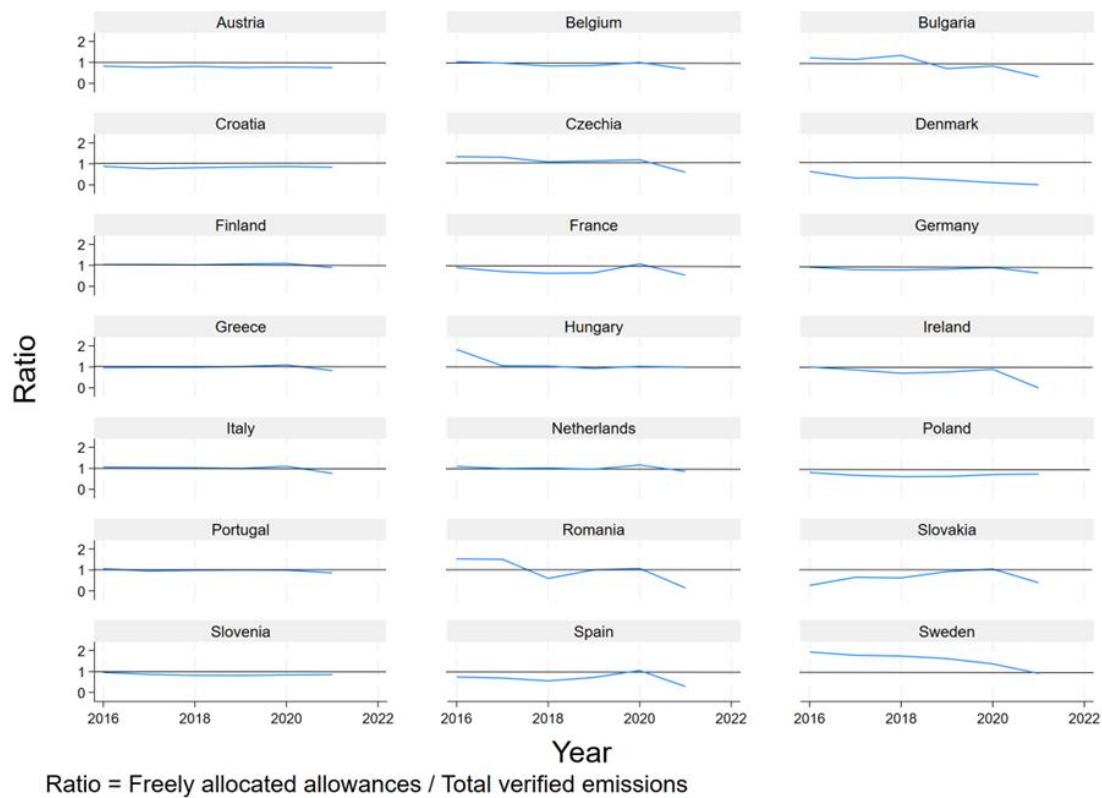 Austria
Belgium
Bulgaria
2
1
0
Croatia
Czechia
Denmark
2
1
0
Finland
France
Germany
2
1
0
Greece
Hungary
Ireland
2
1
0
Italy
Netherlands
Poland
2
1
0
Portugal
Romania
Slovakia
2
1
0
Slovenia
Spain
Sweden
2
1
0
Ratio
2016 2018 2020 2022
2016 2018 2020 2022
2016 2018 2020 2022
Year
Ratio = Freely allocated allowances / Total verified emissions